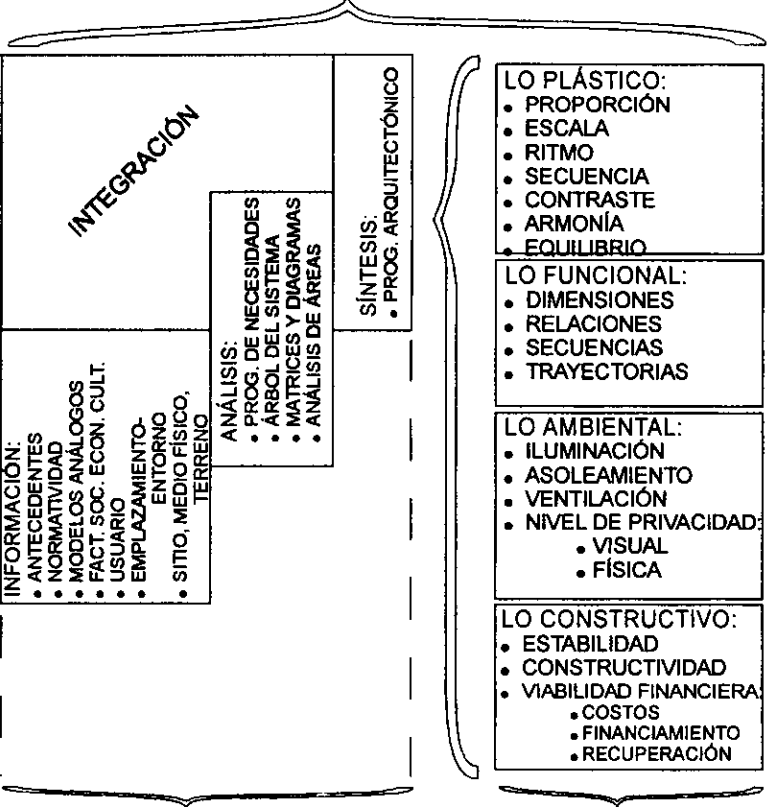 INTEGRACIÓN
INFORMACIÓN:
• ANTECEDENTES
• NORMATIVIDAD
• MODELOS ANÁLOGOS
• FACT. SOC. ECON. CULT.
• USUARIO
• EMPLAZAMIENTO-
ENTORNO
• SITIO, MEDIO FÍSICO,
TERRENO
ANÁLISIS:
• PROG. DE NECESIDADES
• ÁRBOL DEL SISTEMA
• MATRICES Y DIAGRAMAS
• ANÁLISIS DE ÁREAS
SÍNTESIS:
• PROG. ARQUITECTÓNICO
LO PLÁSTICO:
• PROPORCIÓN
• ESCALA
• RITMO
• SECUENCIA
• CONTRASTE
• ARMONÍA
• EQUILIBRIO
LO FUNCIONAL:
• DIMENSIONES
• RELACIONES
• SECUENCIAS
• TRAYECTORIAS
LO AMBIENTAL:
• ILUMINACIÓN
• ASOLEAMIENTO
• VENTILACIÓN
• NIVEL DE PRIVACIDAD:
• VISUAL
• FÍSICA
LO CONSTRUCTIVO:
• ESTABILIDAD
• CONSTRUCTIVIDAD
• VIABILIDAD FINANCIERA:
• COSTOS
• FINANCIAMIENTO
• RECUPERACIÓN